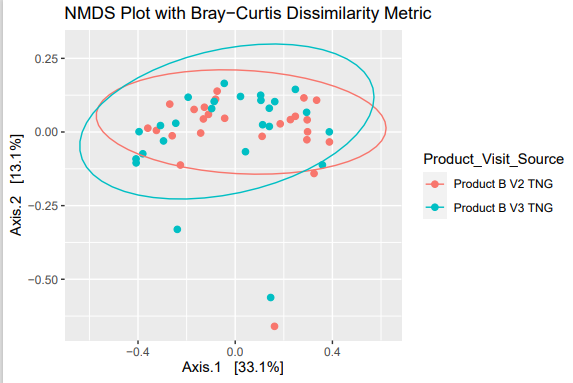 NMDS Plot with Bray−Curtis Dissimilarity Metric
0.25
0.00
−0.25
−0.50
Axis.2 [13.1%]
−0.4
0.0
0.4
Axis.1 [33.1%]
Product_Visit_Source
Product B V2 TNG
Product B V3 TNG